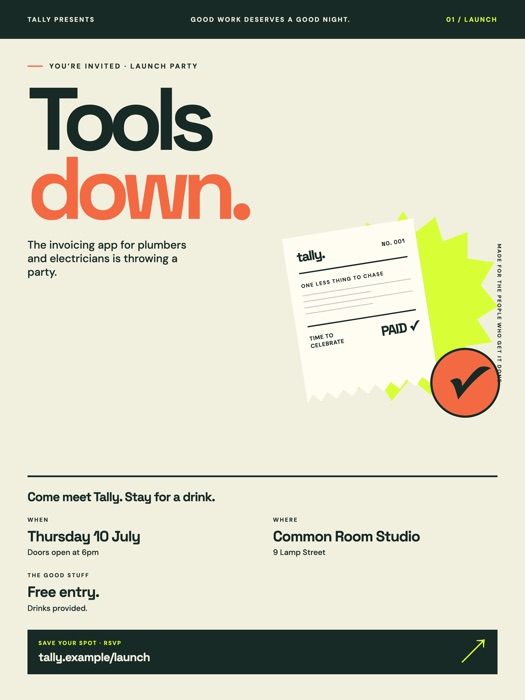 TALLY PRESENTS
GOOD WORK DESERVES A GOOD NIGHT.
01 / LAUNCH
YOU'RE INVITED · LAUNCH PARTY
Tools
down.
The invoicing app for plumbers
and electricians is throwing a
party.
tally.
NO. 001
ONE LESS THING TO CHASE
TIME TO
CELEBRATE
PAID ✓
MADE FOR THE PEOPLE WHO GET IT DONE
Come meet Tally. Stay for a drink.
WHEN
Thursday 10 July
Doors open at 6pm
WHERE
Common Room Studio
9 Lamp Street
THE GOOD STUFF
Free entry.
Drinks provided.
SAVE YOUR SPOT · RSVP
tally.example/launch